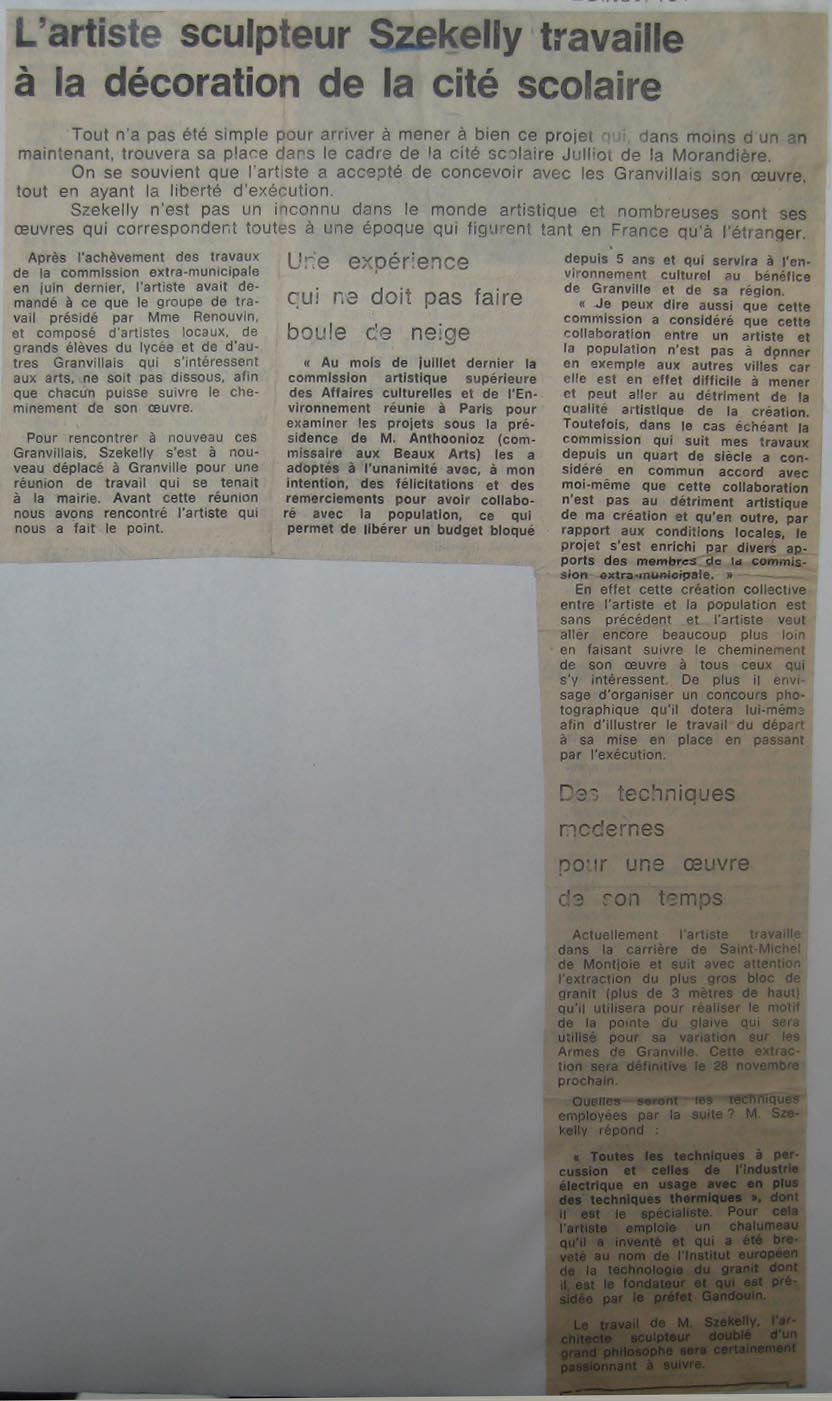 L'artiste sculpteur Szekelly travaille
à la décoration de la cité scolaire
Tout n'a pas été simple pour arriver à mener à bien ce projet qui, dans moins d'un an
maintenant, trouvera sa place dans le cadre de la cité scolaire Julliot de la Morandière.
On se souvient que l'artiste a accepté de concevoir avec les Granvillais son œuvre,
tout en ayant la liberté d'exécution.
Szekelly n'est pas un inconnu dans le monde artistique et nombreuses sont ses
œuvres qui correspondent toutes à une époque qui figurent tant en France qu'à l'étranger.
Après l'achèvement des travaux
de la commission extra-municipale
en juin dernier, l'artiste avait de-
mandé à ce que le groupe de tra-
vail présidé par Mme Renouvin,
et composé d'artistes locaux, de
grands élèves du lycée et de d'au-
tres Granvillais qui s'intéressent
aux arts, ne soit pas dissous, afin
que chacun puisse suivre le che-
minement de son œuvre.
Pour rencontrer à nouveau ces
Granvillais, Szekelly s'est à nou-
veau déplacé à Granville pour une
réunion de travail qui se tenait
à la mairie. Avant cette réunion
nous avons rencontré l'artiste qui
nous a fait le point.
Une expérience
qui ne doit pas faire
boule de neige
« Au mois de juillet dernier la
commission artistique supérieure
des Affaires culturelles et de l'En-
vironnement réunie à Paris pour
examiner les projets sous la pré-
sidence de M. Anthoonioz (com-
missaire aux Beaux Arts) les a
adoptés à l'unanimité avec, à mon
intention, des félicitations et des
remerciements pour avoir collabo-
ré avec la population, ce qui
permet de libérer un budget bloqué
depuis 5 ans et qui servira à l'en-
vironnement culturel au bénéfice
de Granville et de sa région.
« Je peux dire aussi que cette
commission a considéré que cette
collaboration entre un artiste et
la population n'est pas à donner
en exemple aux autres villes car
elle est en effet difficile à mener
et peut aller au détriment de la
qualité artistique de la création.
Toutefois, dans le cas échéant la
commission qui suit mes travaux
depuis un quart de siècle a con-
sidéré en commun accord avec
moi-même que cette collaboration
n'est pas au détriment artistique
de ma création et qu'en outre, par
rapport aux conditions locales, le
projet s'est enrichi par divers ap-
ports des membres de la commis-
sion extra-municipale. »
En effet cette création collective
entre l'artiste et la population est
sans précédent et l'artiste veut
aller encore beaucoup plus loin
en faisant suivre le cheminement
de son œuvre à tous ceux qui
s'y intéressent. De plus il envi-
sage d'organiser un concours pho-
tographique qu'il dotera lui-même
afin d'illustrer le travail du départ
à sa mise en place en passant
par l'exécution.
Des techniques
modernes
pour une œuvre
de son temps
Actuellement l'artiste travaille
dans la carrière de Saint-Michel
de Montjoie et suit avec attention
l'extraction du plus gros bloc de
granit (plus de 3 mètres de haut)
qu'il utilisera pour réaliser le motif
de la pointe du glaive qui sera
utilisé pour sa variation sur les
Armes de Granville. Cette extrac-
tion sera définitive le 28 novembre
prochain.
Quelles seront les techniques
employées par la suite ? M. Sze-
kelly répond :
« Toutes les techniques à per-
cussion et celles de l'industrie
électrique en usage avec en plus
des techniques thermiques », dont
il est le spécialiste. Pour cela
l'artiste emploie un chalumeau
qu'il a inventé et qui a été bre-
veté au nom de l'Institut européen
de la technologie du granit dont
il est le fondateur et qui est pré-
sidée par le préfet Gandouin.
Le travail de M. Szekelly, l'ar-
chitecte sculpteur doublé d'un
grand philosophe sera certainement
passionnant à suivre.